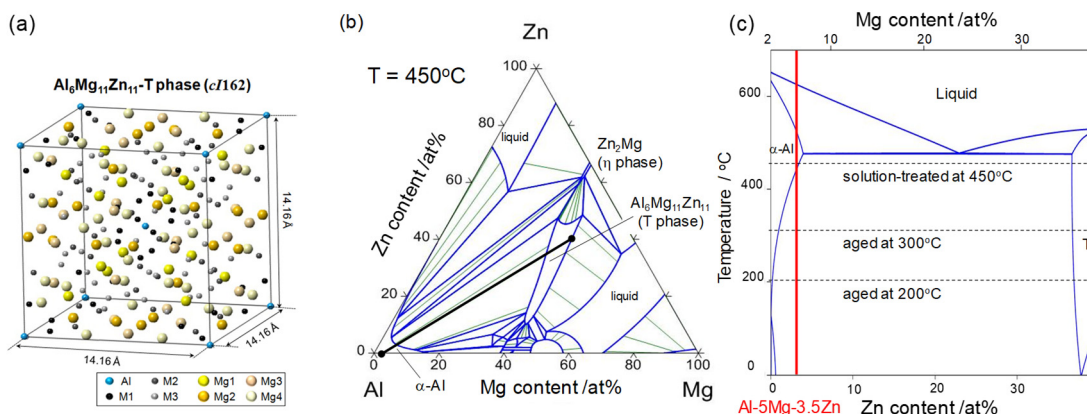 (a)
Al6Mg11Zn11-T phase (cI162)
14.16Å
14.16Å
Al M2 Mg1 Mg3
M1 M3 Mg2 Mg4
(b)
Zn
T = 450°C
100
80
60
40
20
0
liquid
Zn content /at%
Zn2Mg
(η phase)
Al6Mg11Zn11
(T phase)
liquid
0 20 40 60 80 100
Al
α-Al
Mg content /at%
Mg
(c)
Mg content /at%
2 10 20 30
Temperature / °C
600
400
200
0
Liquid
α-Al
solution-treated at 450°C
aged at 300°C
aged at 200°C
T
0 10 20 30
Al-5Mg-3.5Zn
Zn content /at%